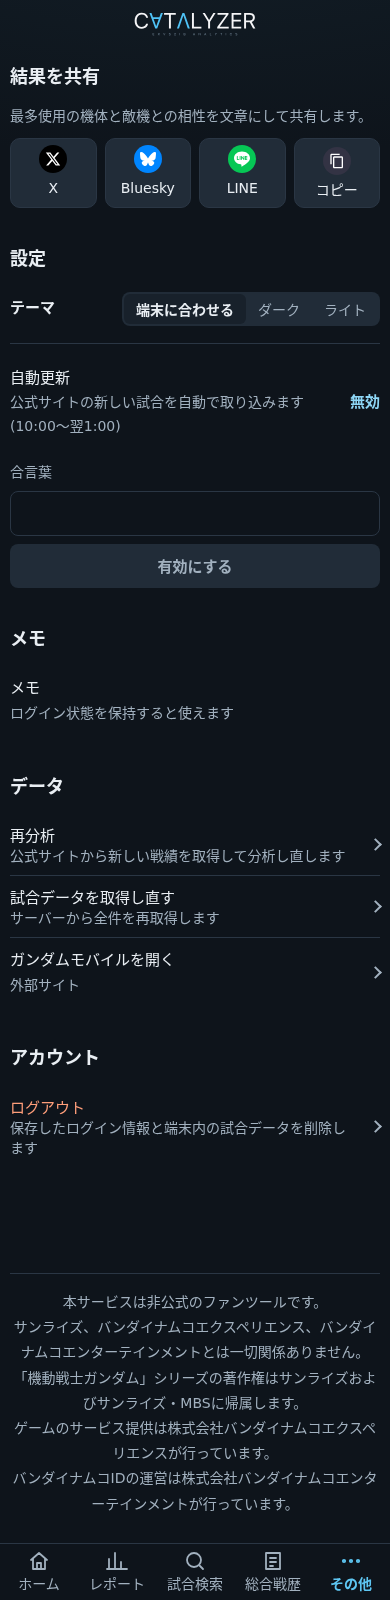 C∀TΛLYZER
結果を共有
最多使用の機体と敵機との相性を文章にして共有します。
X
Bluesky
LINE
コピー
設定
テーマ
端末に合わせる
ダーク
ライト
自動更新
公式サイトの新しい試合を自動で取り込みます
(10:00〜翌1:00)
無効
合言葉
有効にする
メモ
メモ
ログイン状態を保持すると使えます
データ
再分析
公式サイトから新しい戦績を取得して分析し直します
試合データを取得し直す
サーバーから全件を再取得します
ガンダムモバイルを開く
外部サイト
アカウント
ログアウト
保存したログイン情報と端末内の試合データを削除し
ます
本サービスは非公式のファンツールです。
サンライズ、バンダイナムコエクスペリエンス、バンダイ
ナムコエンターテインメントとは一切関係ありません。
「機動戦士ガンダム」シリーズの著作権はサンライズおよ
びサンライズ・MBSに帰属します。
ゲームのサービス提供は株式会社バンダイナムコエクスペ
リエンスが行っています。
バンダイナムコIDの運営は株式会社バンダイナムコエンタ
ーテインメントが行っています。
ホーム
レポート
試合検索
総合戦歴
その他